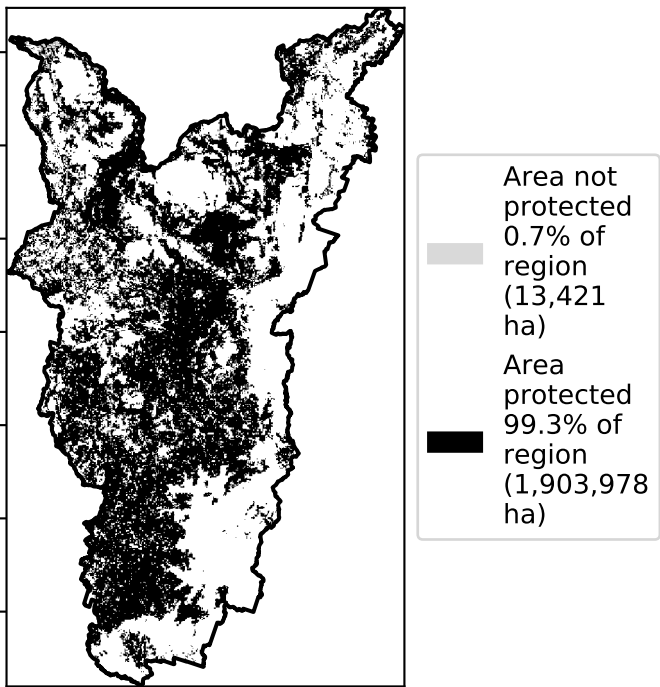 Area not
protected
0.7% of
region
(13,421
ha)
Area
protected
99.3% of
region
(1,903,978
ha)